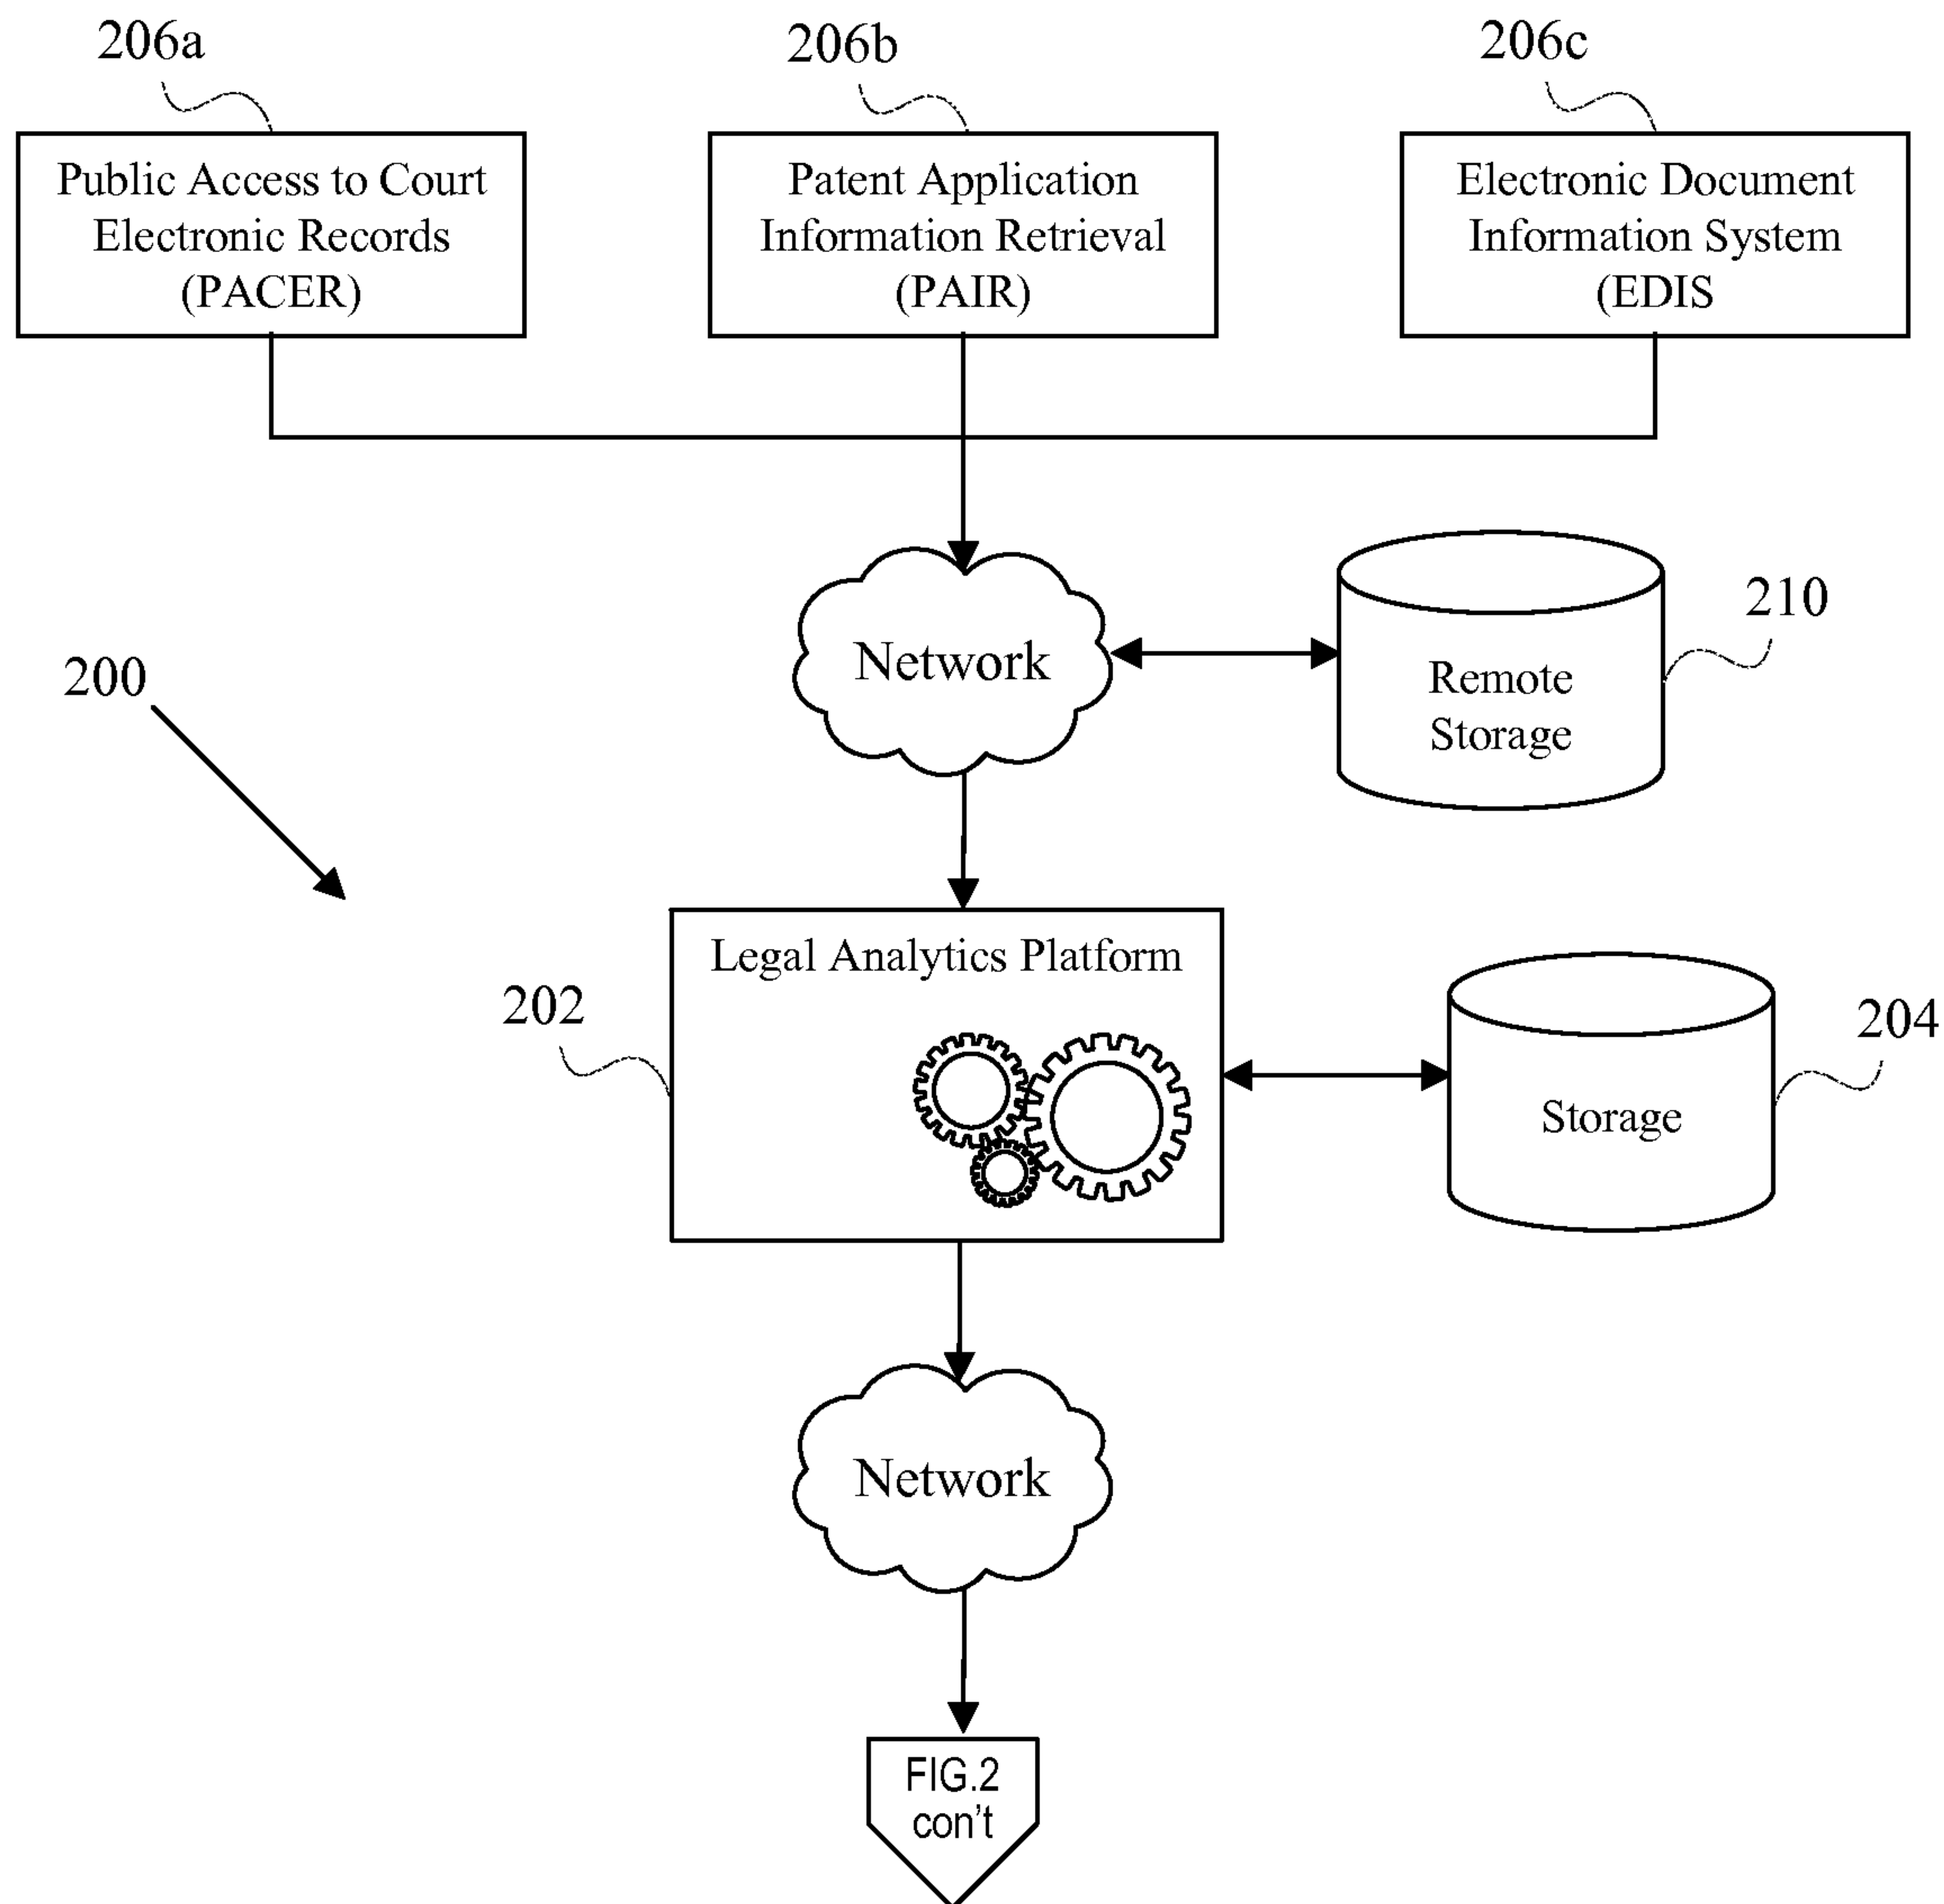 206a
206b
206c
Public Access to Court
Electronic Records
(PACER)
Patent Application
Information Retrieval
(PAIR)
Electronic Document
Information System
(EDIS
Network
Remote
Storage
210
200
Legal Analytics Platform
202
Storage
204
Network
FIG.2
con't